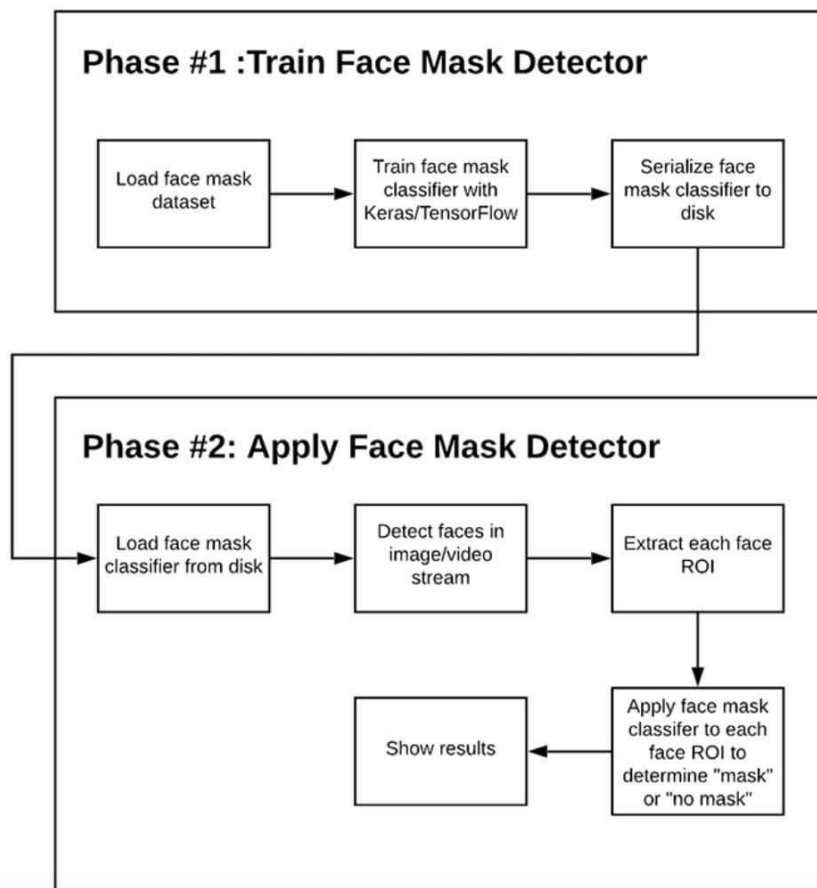 Phase #1 :Train Face Mask Detector
Load face mask
dataset
Train face mask
classifier with
Keras/TensorFlow
Serialize face
mask classifier to
disk
Phase #2: Apply Face Mask Detector
Load face mask
classifier from disk
Detect faces in
image/video
stream
Extract each face
ROI
Apply face mask
classifer to each
face ROI to
determine "mask"
or "no mask"
Show results